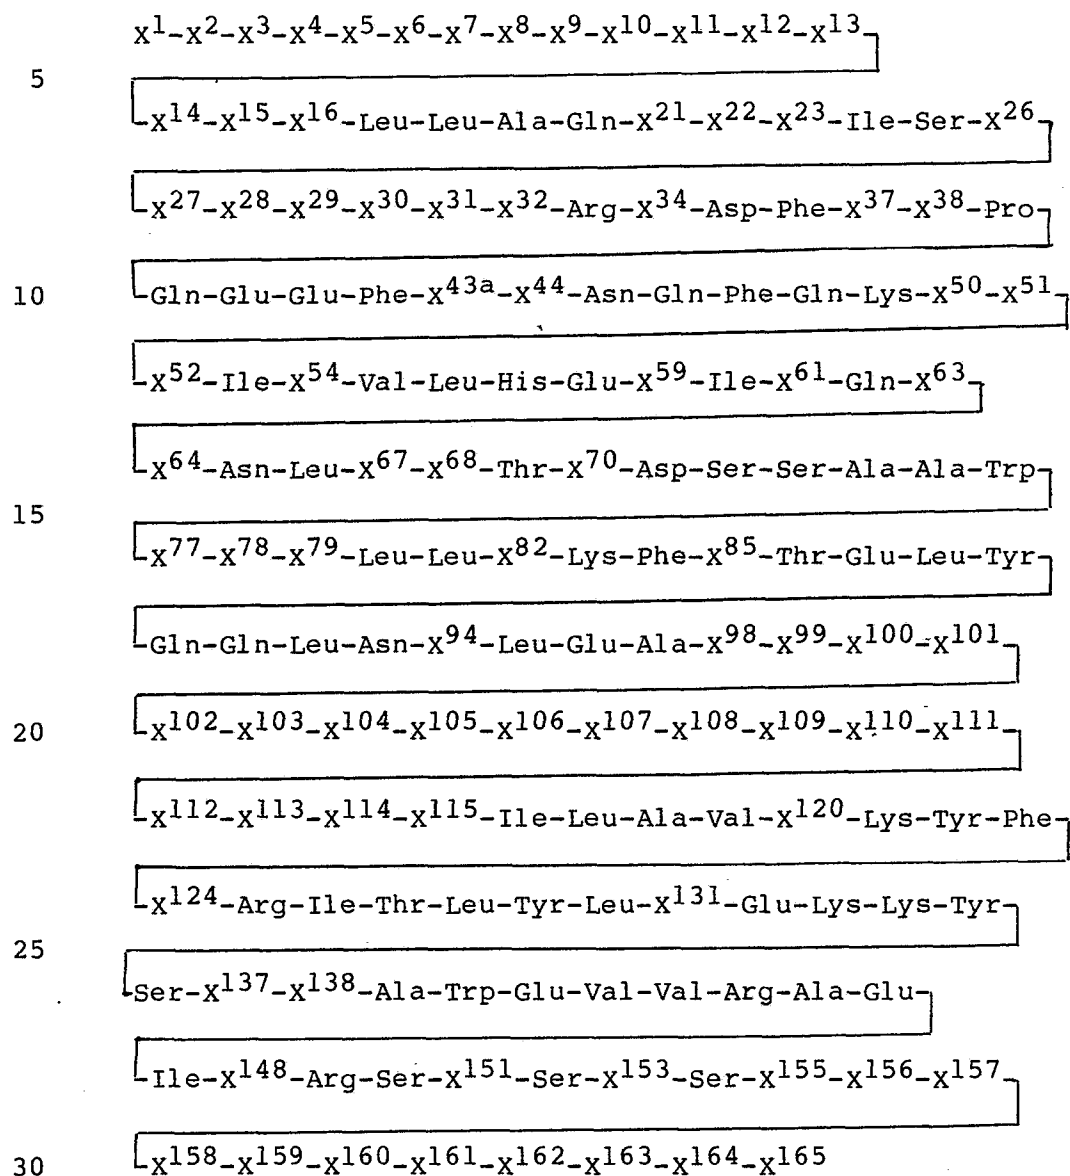 X1-X2-X3-X4-X5-X6-X7-X8-X9-X10-X11-X12-X13
5
-X14-X15-X16-Leu-Leu-Ala-Gln-X21-X22-X23-Ile-Ser-X26
-X27-X28-X29-X30-X31-X32-Arg-X34-Asp-Phe-X37-X38-Pro
10 -Gln-Glu-Glu-Phe-X43a-X44-Asn-Gln-Phe-Gln-Lys-X50-X51
-X52-Ile-X54-Val-Leu-His-Glu-X59-Ile-X61-Gln-X63
-X64-Asn-Leu-X67-X68-Thr-X70-Asp-Ser-Ser-Ala-Ala-Trp
15
-X77-X78-X79-Leu-Leu-X82-Lys-Phe-X85-Thr-Glu-Leu-Tyr
-Gln-Gln-Leu-Asn-X94-Leu-Glu-Ala-X98-X99-X100-X101
20 -X102-X103-X104-X105-X106-X107-X108-X109-X110-X111
-X112-X113-X114-X115-Ile-Leu-Ala-Val-X120-Lys-Tyr-Phe
-X124-Arg-Ile-Thr-Leu-Tyr-Leu-X131-Glu-Lys-Lys-Tyr
25
Ser-X137-X138-Ala-Trp-Glu-Val-Val-Arg-Ala-Glu
-Ile-X148-Arg-Ser-X151-Ser-X153-Ser-X155-X156-X157
30 -X158-X159-X160-X161-X162-X163-X164-X165